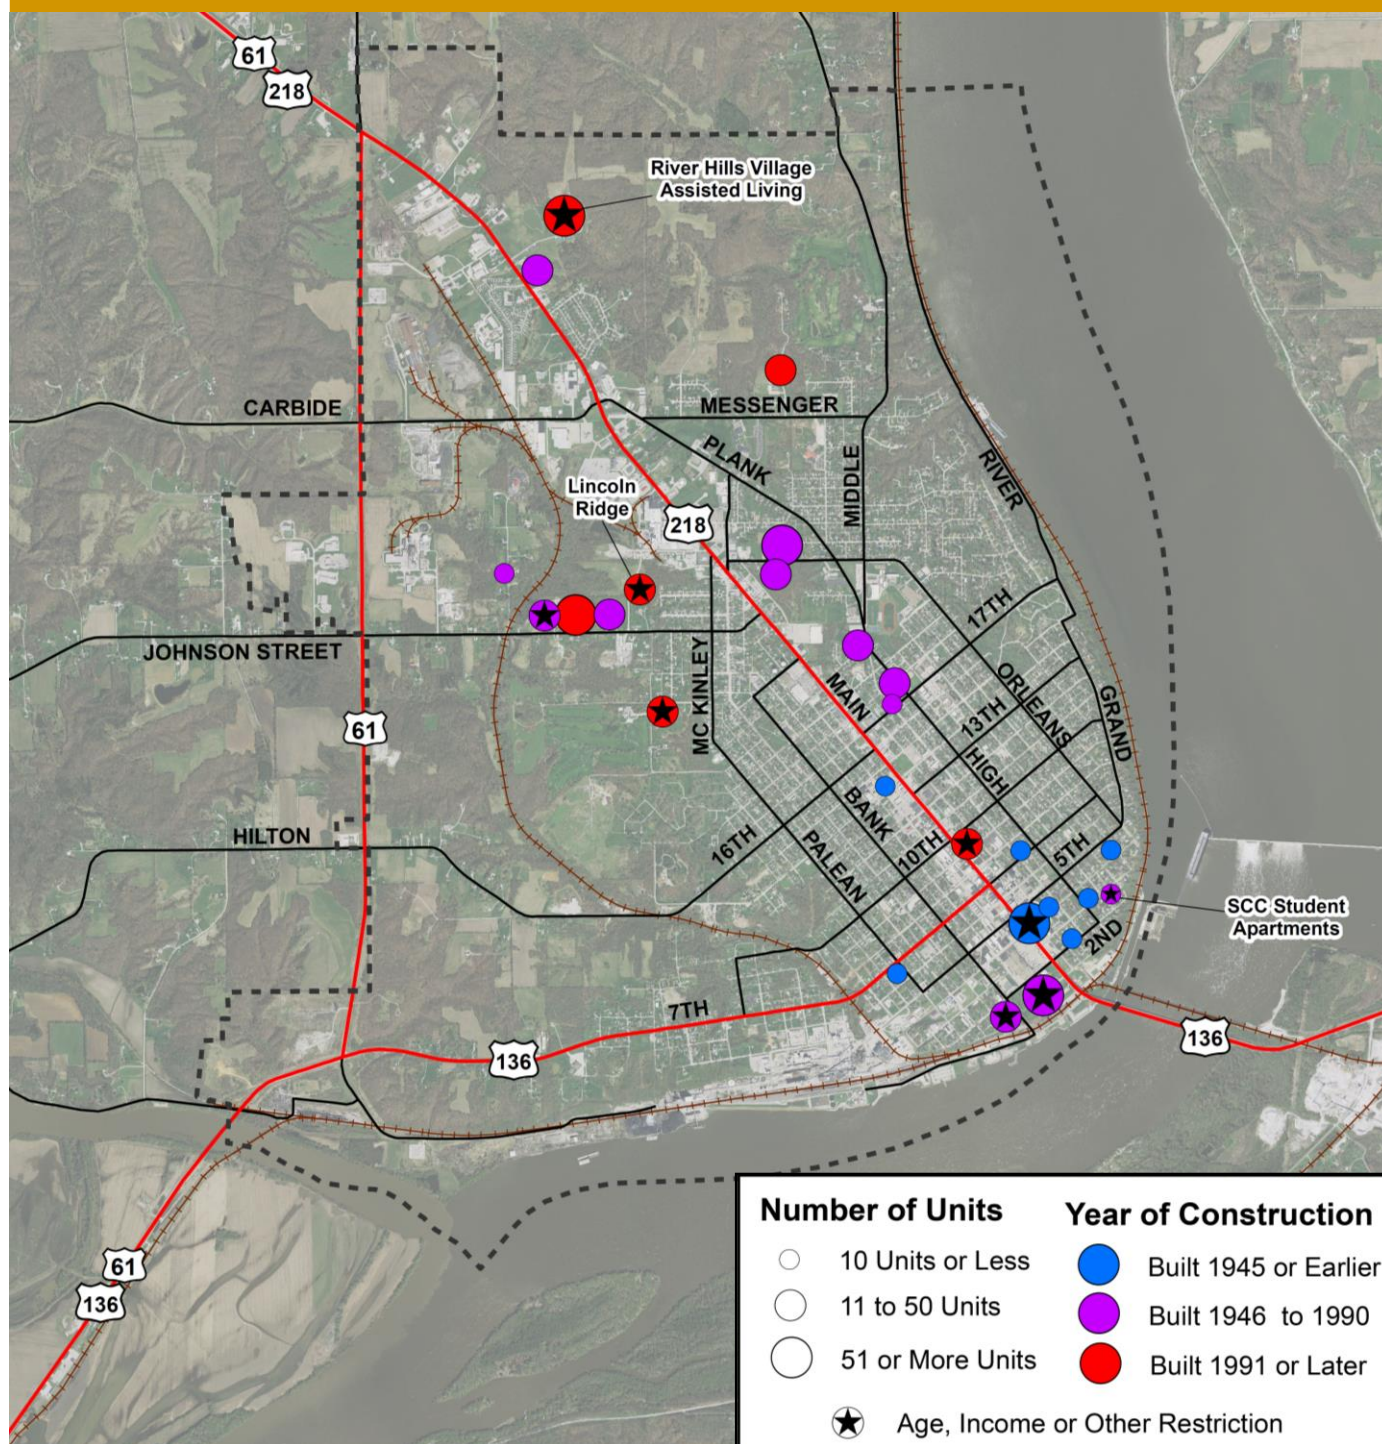 61
218
River Hills Village
Assisted Living
CARBIDE
MESSENGER
PLANK
MIDDLE
RIVER
Lincoln
Ridge
218
17TH
JOHNSON STREET
MC KINLEY
MAIN
ORLEANS
13TH
GRAND
61
HIGH
BANK
HILTON
16TH
PALEAN
10TH
5TH
SCC Student
Apartments
2ND
7TH
136
136
61
136
Number of Units
10 Units or Less
11 to 50 Units
51 or More Units
Year of Construction
Built 1945 or Earlier
Built 1946 to 1990
Built 1991 or Later
Age, Income or Other Restriction